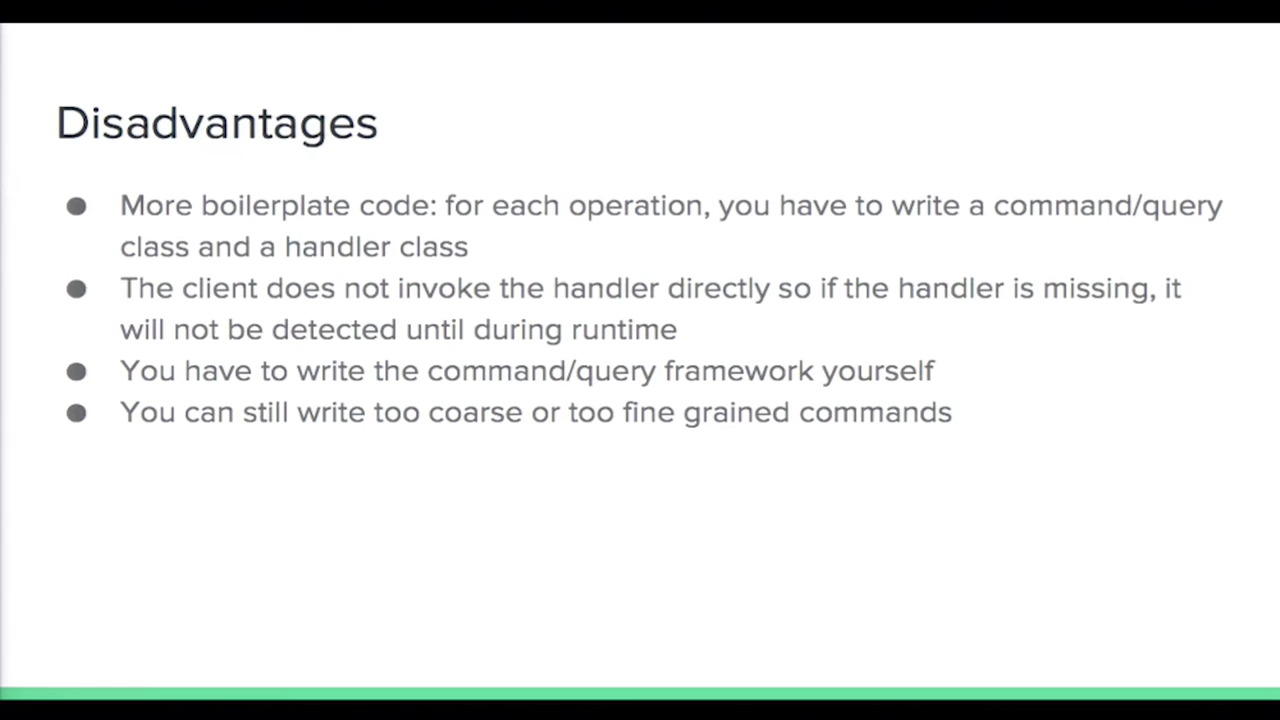 Disadvantages
● More boilerplate code: for each operation, you have to write a command/query
class and a handler class
● The client does not invoke the handler directly so if the handler is missing, it
will not be detected until during runtime
● You have to write the command/query framework yourself
● You can still write too coarse or too fine grained commands